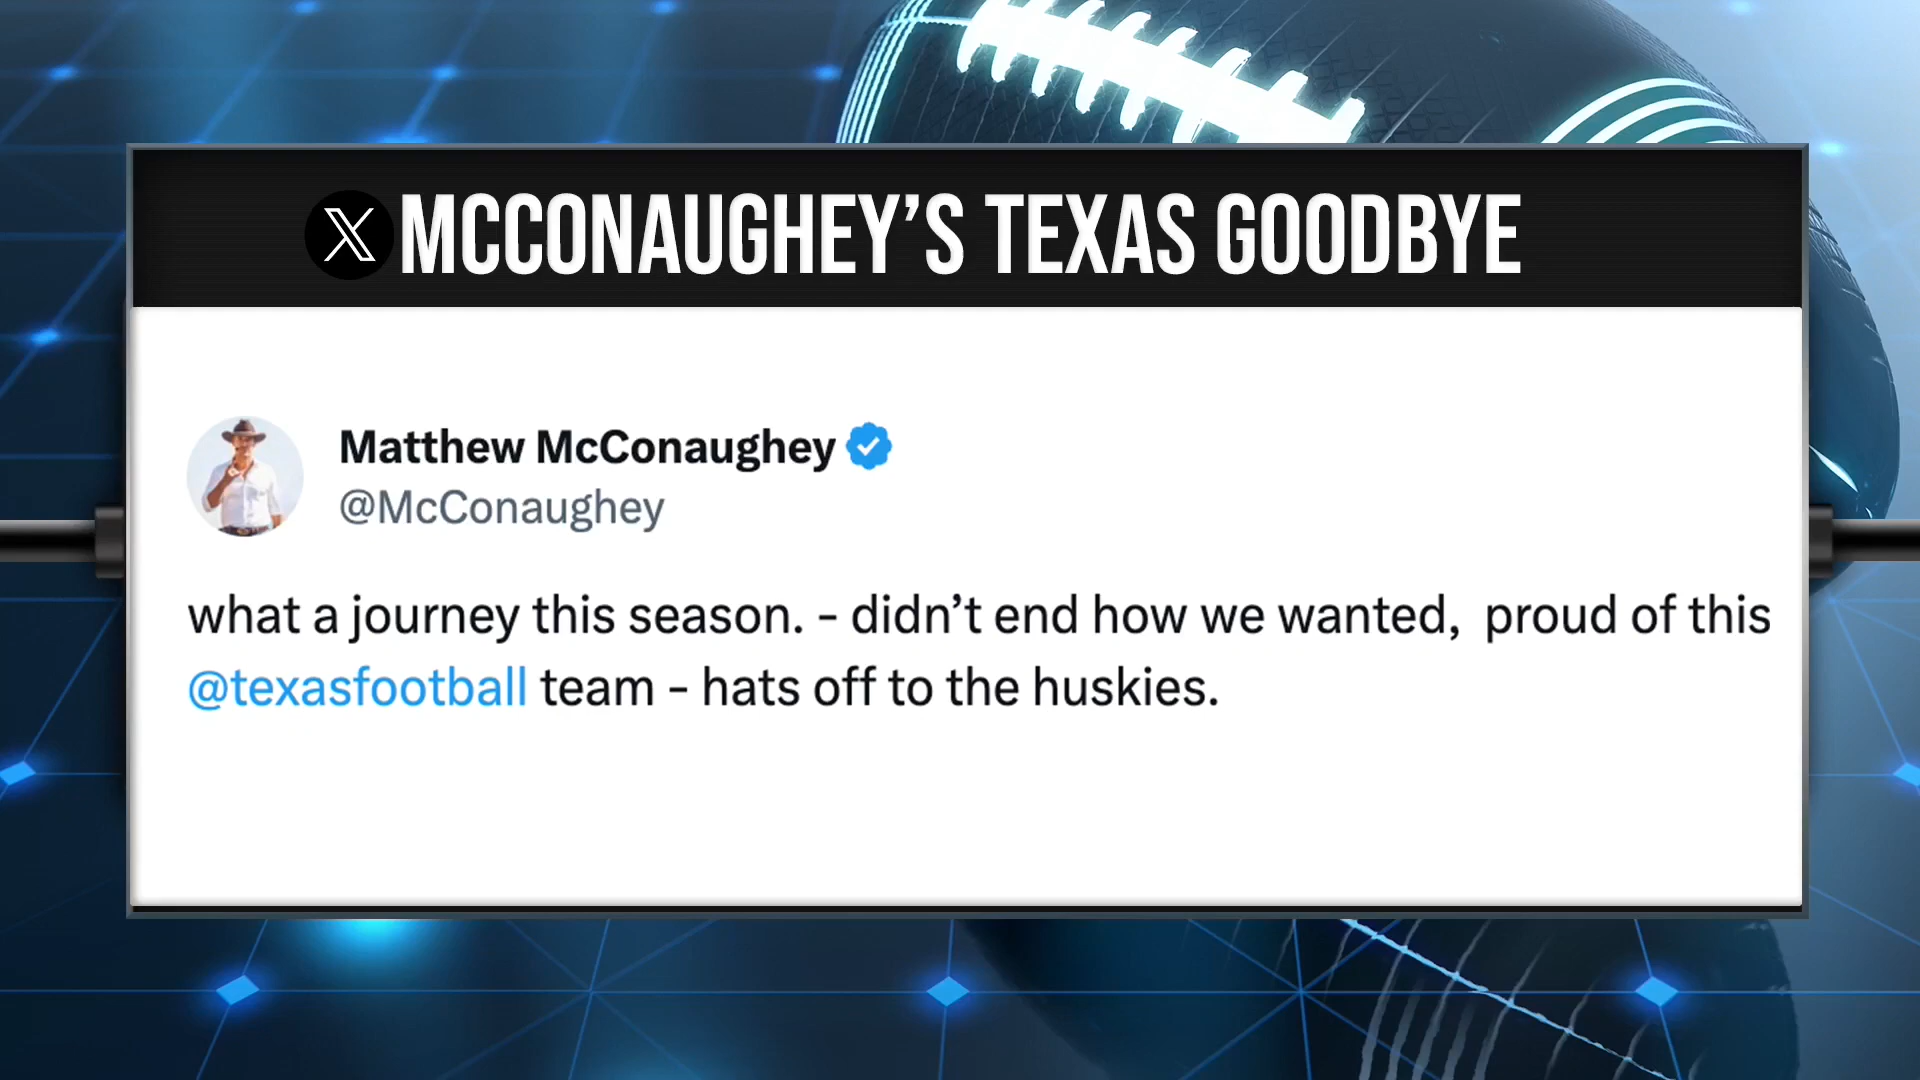 MCCONAUGHEY’S TEXAS GOODBYE
Matthew McConaughey
@McConaughey
what a journey this season. – didn’t end how we wanted,  proud of this
@texasfootball team – hats off to the huskies.